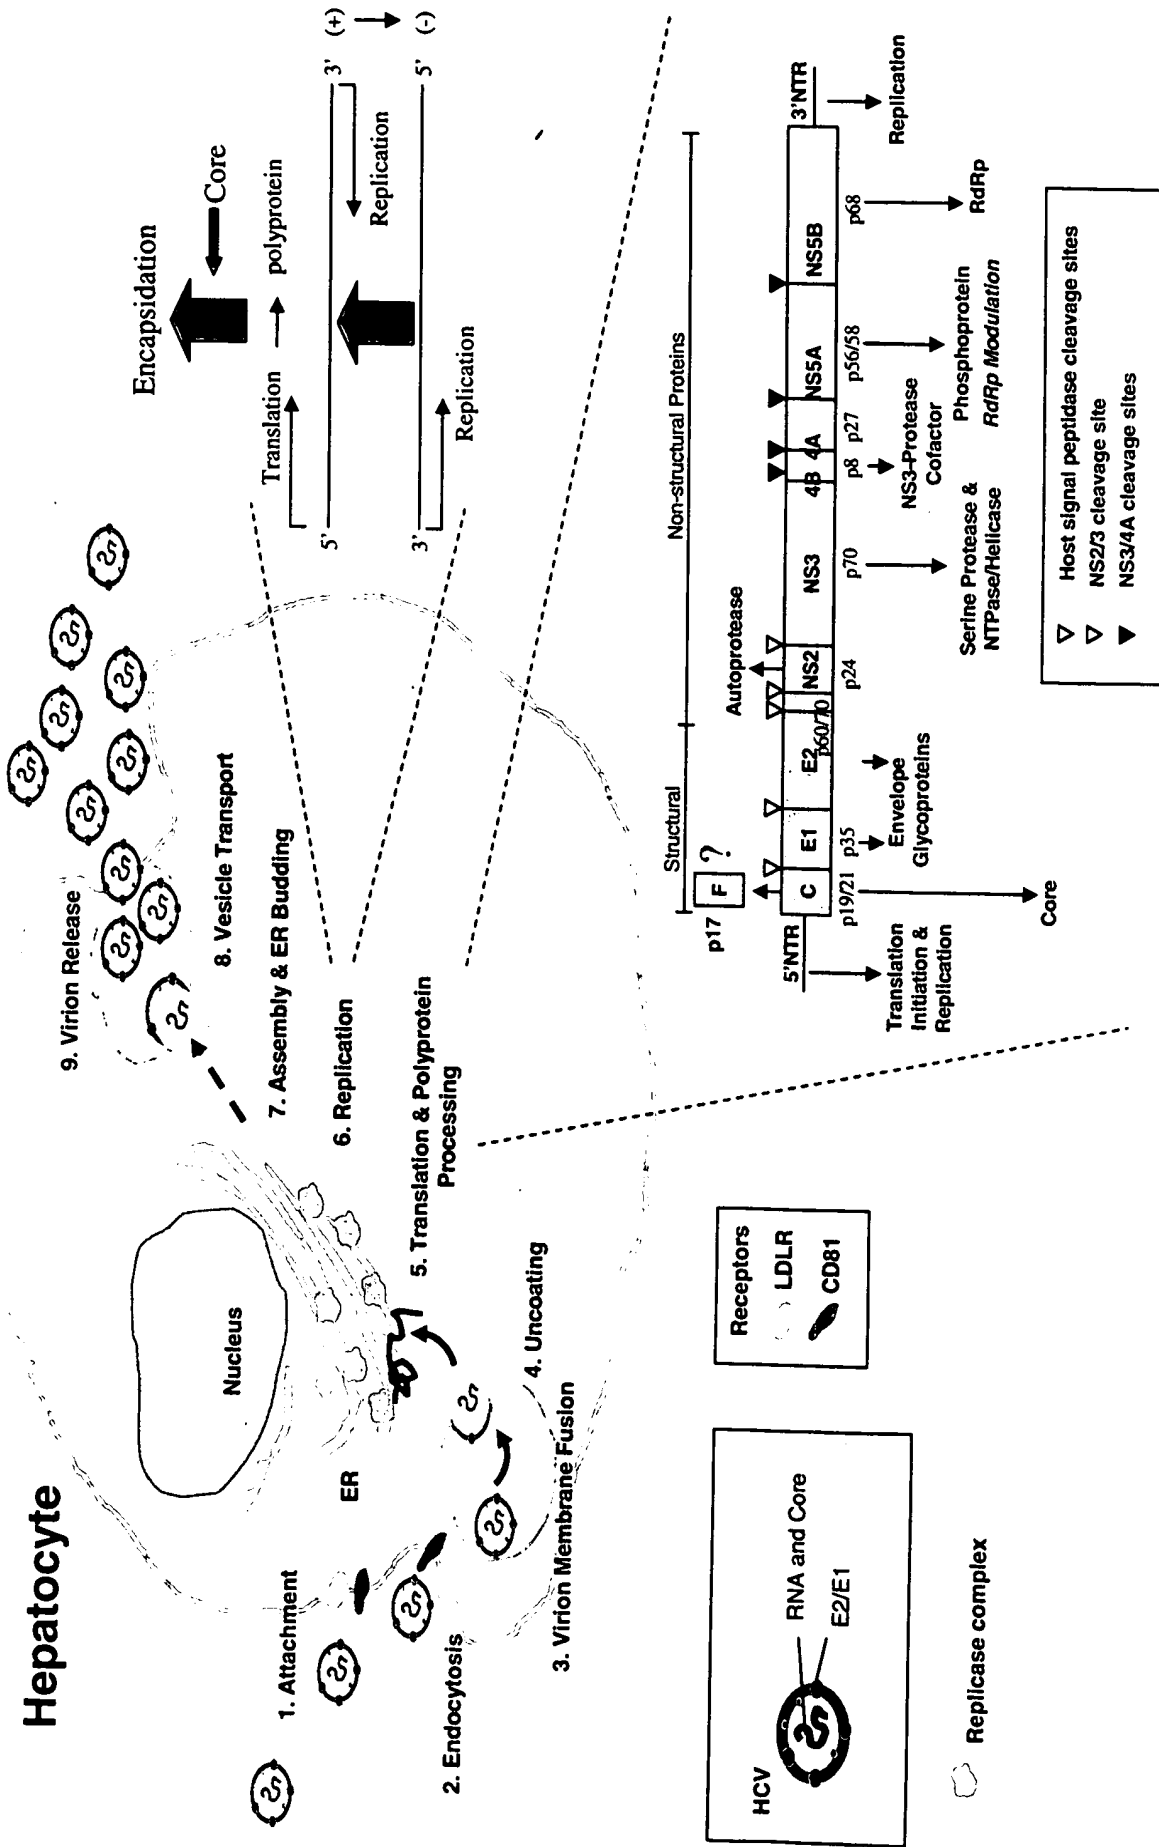 Hepatocyte
1. Attachment
2. Endocytosis
3. Virion Membrane Fusion
4. Uncoating
5. Translation & Polyprotein
Processing
6. Replication
7. Assembly & ER Budding
8. Vesicle Transport
9. Virion Release
Nucleus
ER
Encapsidation
Core
Translation
polyprotein
5'
3'
(+)
Replication
3'
5'
(-)
Replication
HCV
RNA and Core
E2/E1
Replicase complex
Receptors
LDLR
CD81
Structural
Non-structural Proteins
p17
F
?
Autoprotease
5'NTR
C
E1
E2
NS2
NS3
4B
4A
NS5A
NS5B
3'NTR
p19/21
p35
p60/70
p24
p70
p8
p27
p56/58
p68
Translation
Initiation &
Replication
Core
Envelope
Glycoproteins
Serine Protease &
NTPase/Helicase
NS3-Protease
Cofactor
Phosphoprotein
RdRp Modulation
RdRp
Replication
Host signal peptidase cleavage sites
NS2/3 cleavage site
NS3/4A cleavage sites